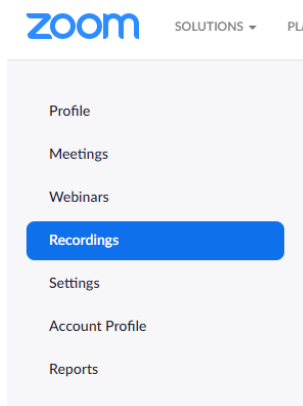 zoom SOLUTIONS
Profile
Meetings
Webinars
Recordings
Settings
Account Profile
Reports